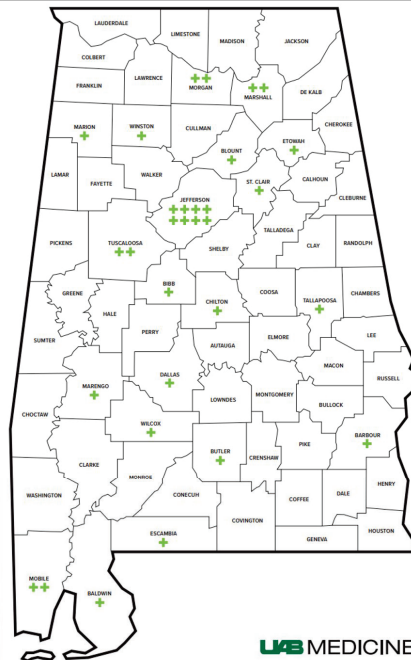 LAUDERDALE
LIMESTONE
MADISON
JACKSON
COLBERT
LAWRENCE
FRANKLIN
MORGAN
MARSHALL
DE KALB
CHEROKEE
MARION
WINSTON
CULLMAN
ETOWAH
BLOUNT
LAMAR
FAYETTE
WALKER
ST. CLAIR
CALHOUN
CLEBURNE
JEFFERSON
PICKENS
TUSCALOOSA
SHELBY
TALLADEGA
CLAY
RANDOLPH
GREENE
BIBB
CHILTON
COOSA
TALLAPOOSA
CHAMBERS
HALE
PERRY
SUMTER
AUTAUGA
ELMORE
LEE
MACON
RUSSELL
DALLAS
MARENGO
LOWNDES
MONTGOMERY
BULLOCK
CHOCTAW
WILCOX
BUTLER
CRENSHAW
PIKE
BARBOUR
CLARKE
MONROE
CONECUH
COFFEE
DALE
HENRY
WASHINGTON
COVINGTON
ESCAMBIA
GENEVA
HOUSTON
MOBILE
BALDWIN
UAB MEDICINE